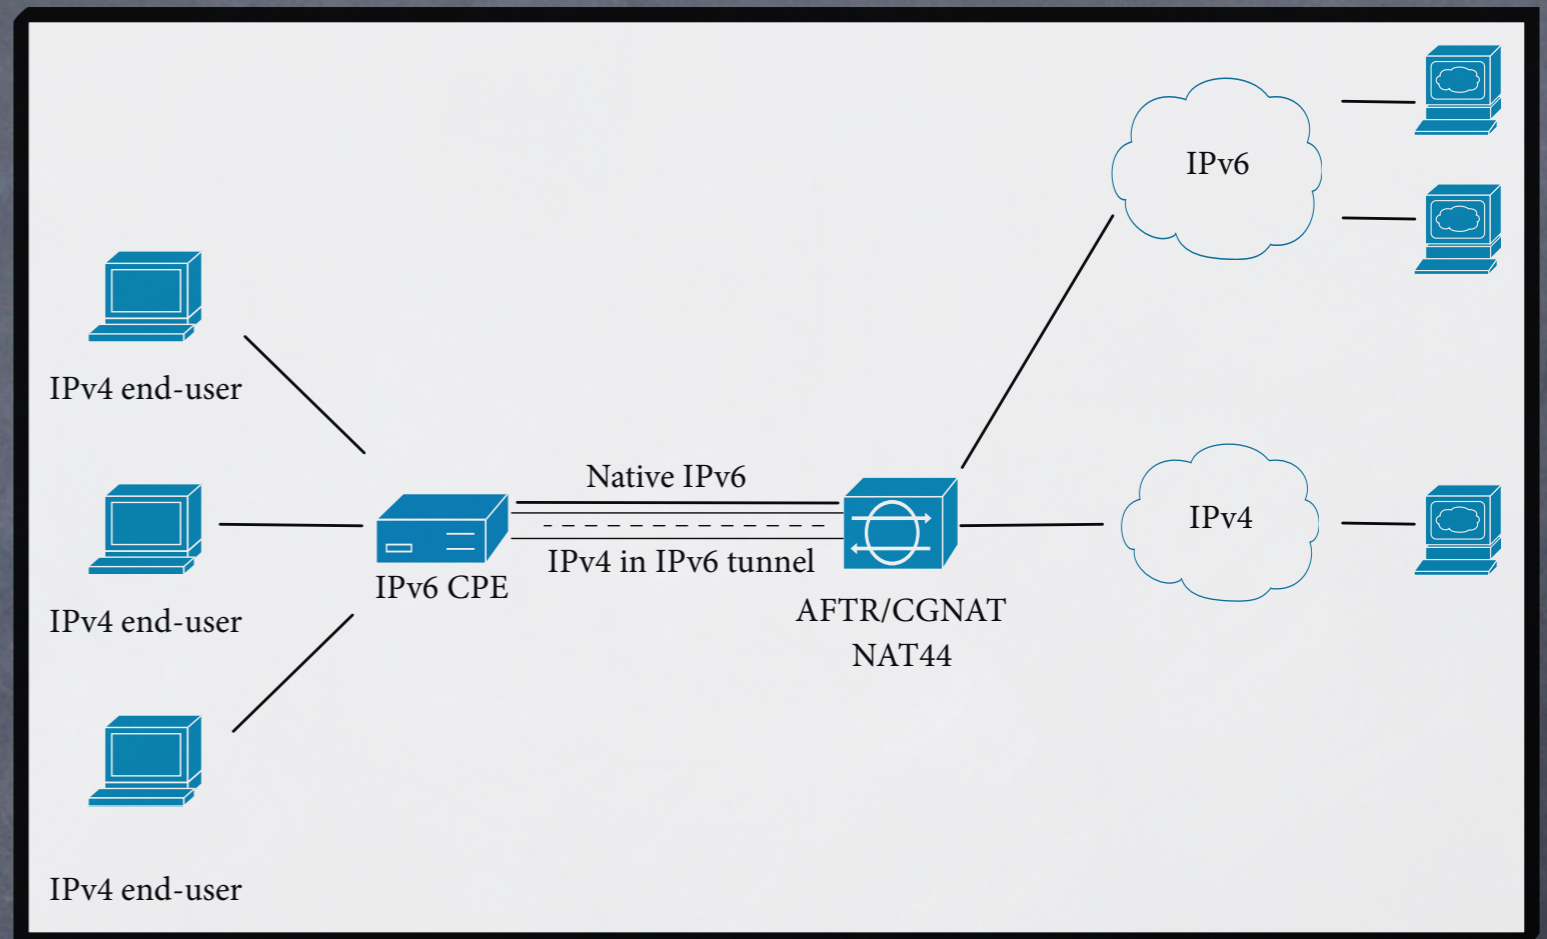 IPv6
IPv4 end-user
Native IPv6
IPv4
IPv4 in IPv6 tunnel
IPv6 CPE
AFTR/CGNAT
NAT44
IPv4 end-user
IPv4 end-user